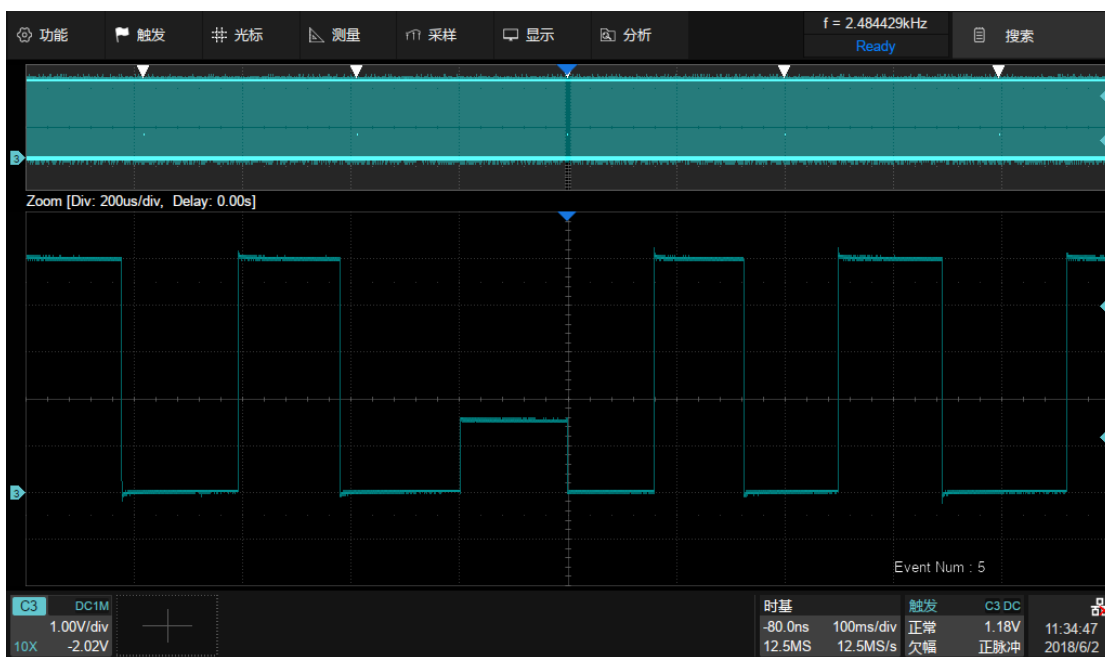 功能 触发 光标 测量 采样 显示 分析 f = 2.484429kHz 搜索
Ready
3
Zoom [Div: 200us/div, Delay: 0.00s]
3
Event Num : 5
C3 DC1M 时基 触发 C3 DC
1.00V/div -80.0ns 100ms/div 正常 1.18V 11:34:47
10X -2.02V 12.5MS 12.5MS/s 欠幅 正脉冲 2018/6/2